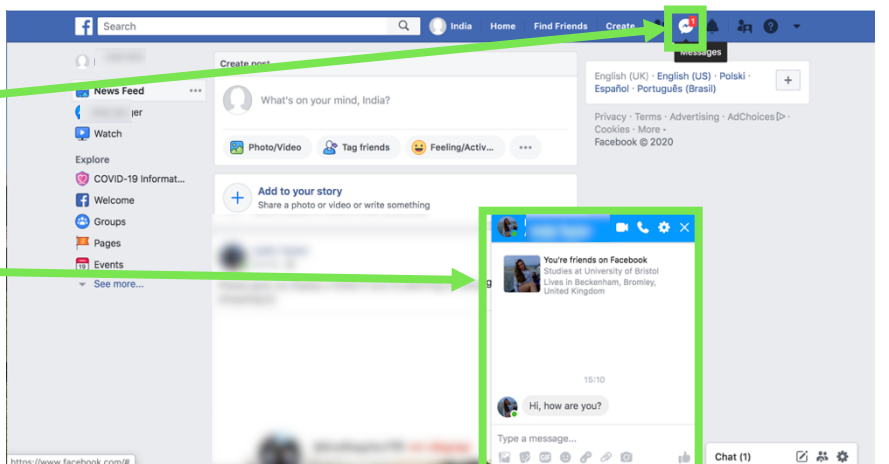 Search
India
Home
Find Friends
Create
1
Messages
News Feed
ger
Watch
Explore
COVID-19 Informat...
Welcome
Groups
Pages
Events
See more...
Create post
What's on your mind, India?
Photo/Video
Tag friends
Feeling/Activ...
Add to your story
Share a photo or video or write something
English (UK) · English (US) · Polski ·
Español · Português (Brasil)
Privacy · Terms · Advertising · AdChoices ·
Cookies · More
Facebook © 2020
You're friends on Facebook
Studies at University of Bristol
Lives in Beckenham, Bromley,
United Kingdom
15:10
Hi, how are you?
Type a message...
GIF
Chat (1)
https://www.facebook.com/#